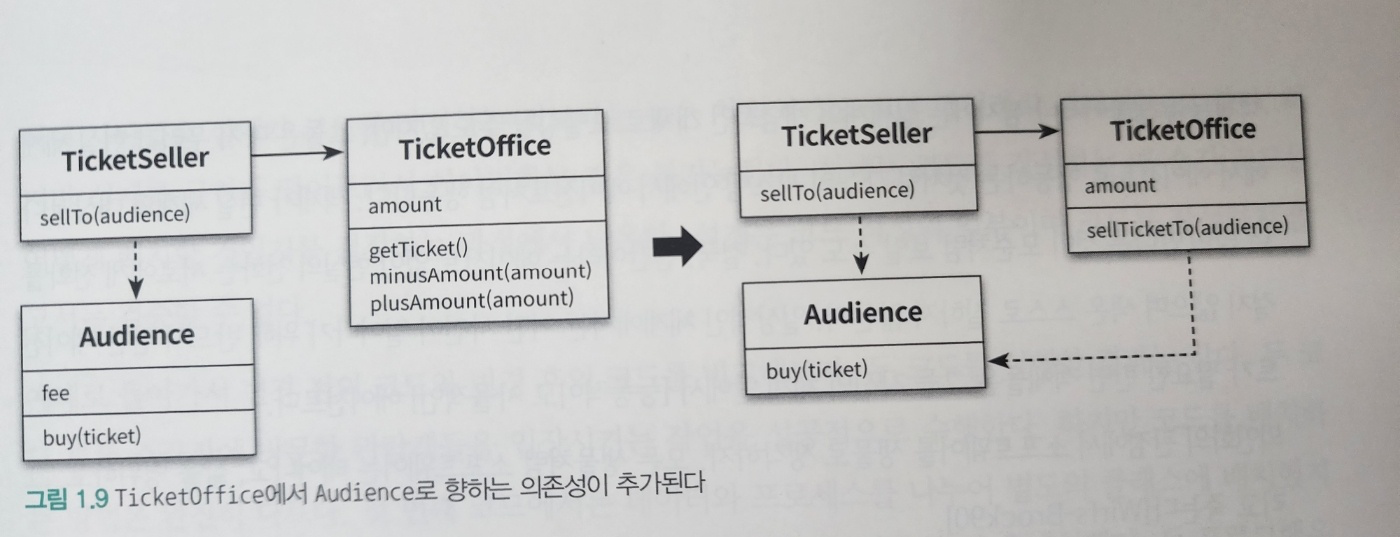 TicketSeller
sellTo(audience)
TicketOffice
amount
getTicket()
minusAmount(amount)
plusAmount(amount)
Audience
fee
buy(ticket)
TicketSeller
sellTo(audience)
TicketOffice
amount
sellTicketTo(audience)
Audience
buy(ticket)
그림 1.9 TicketOffice에서 Audience로 향하는 의존성이 추가된다